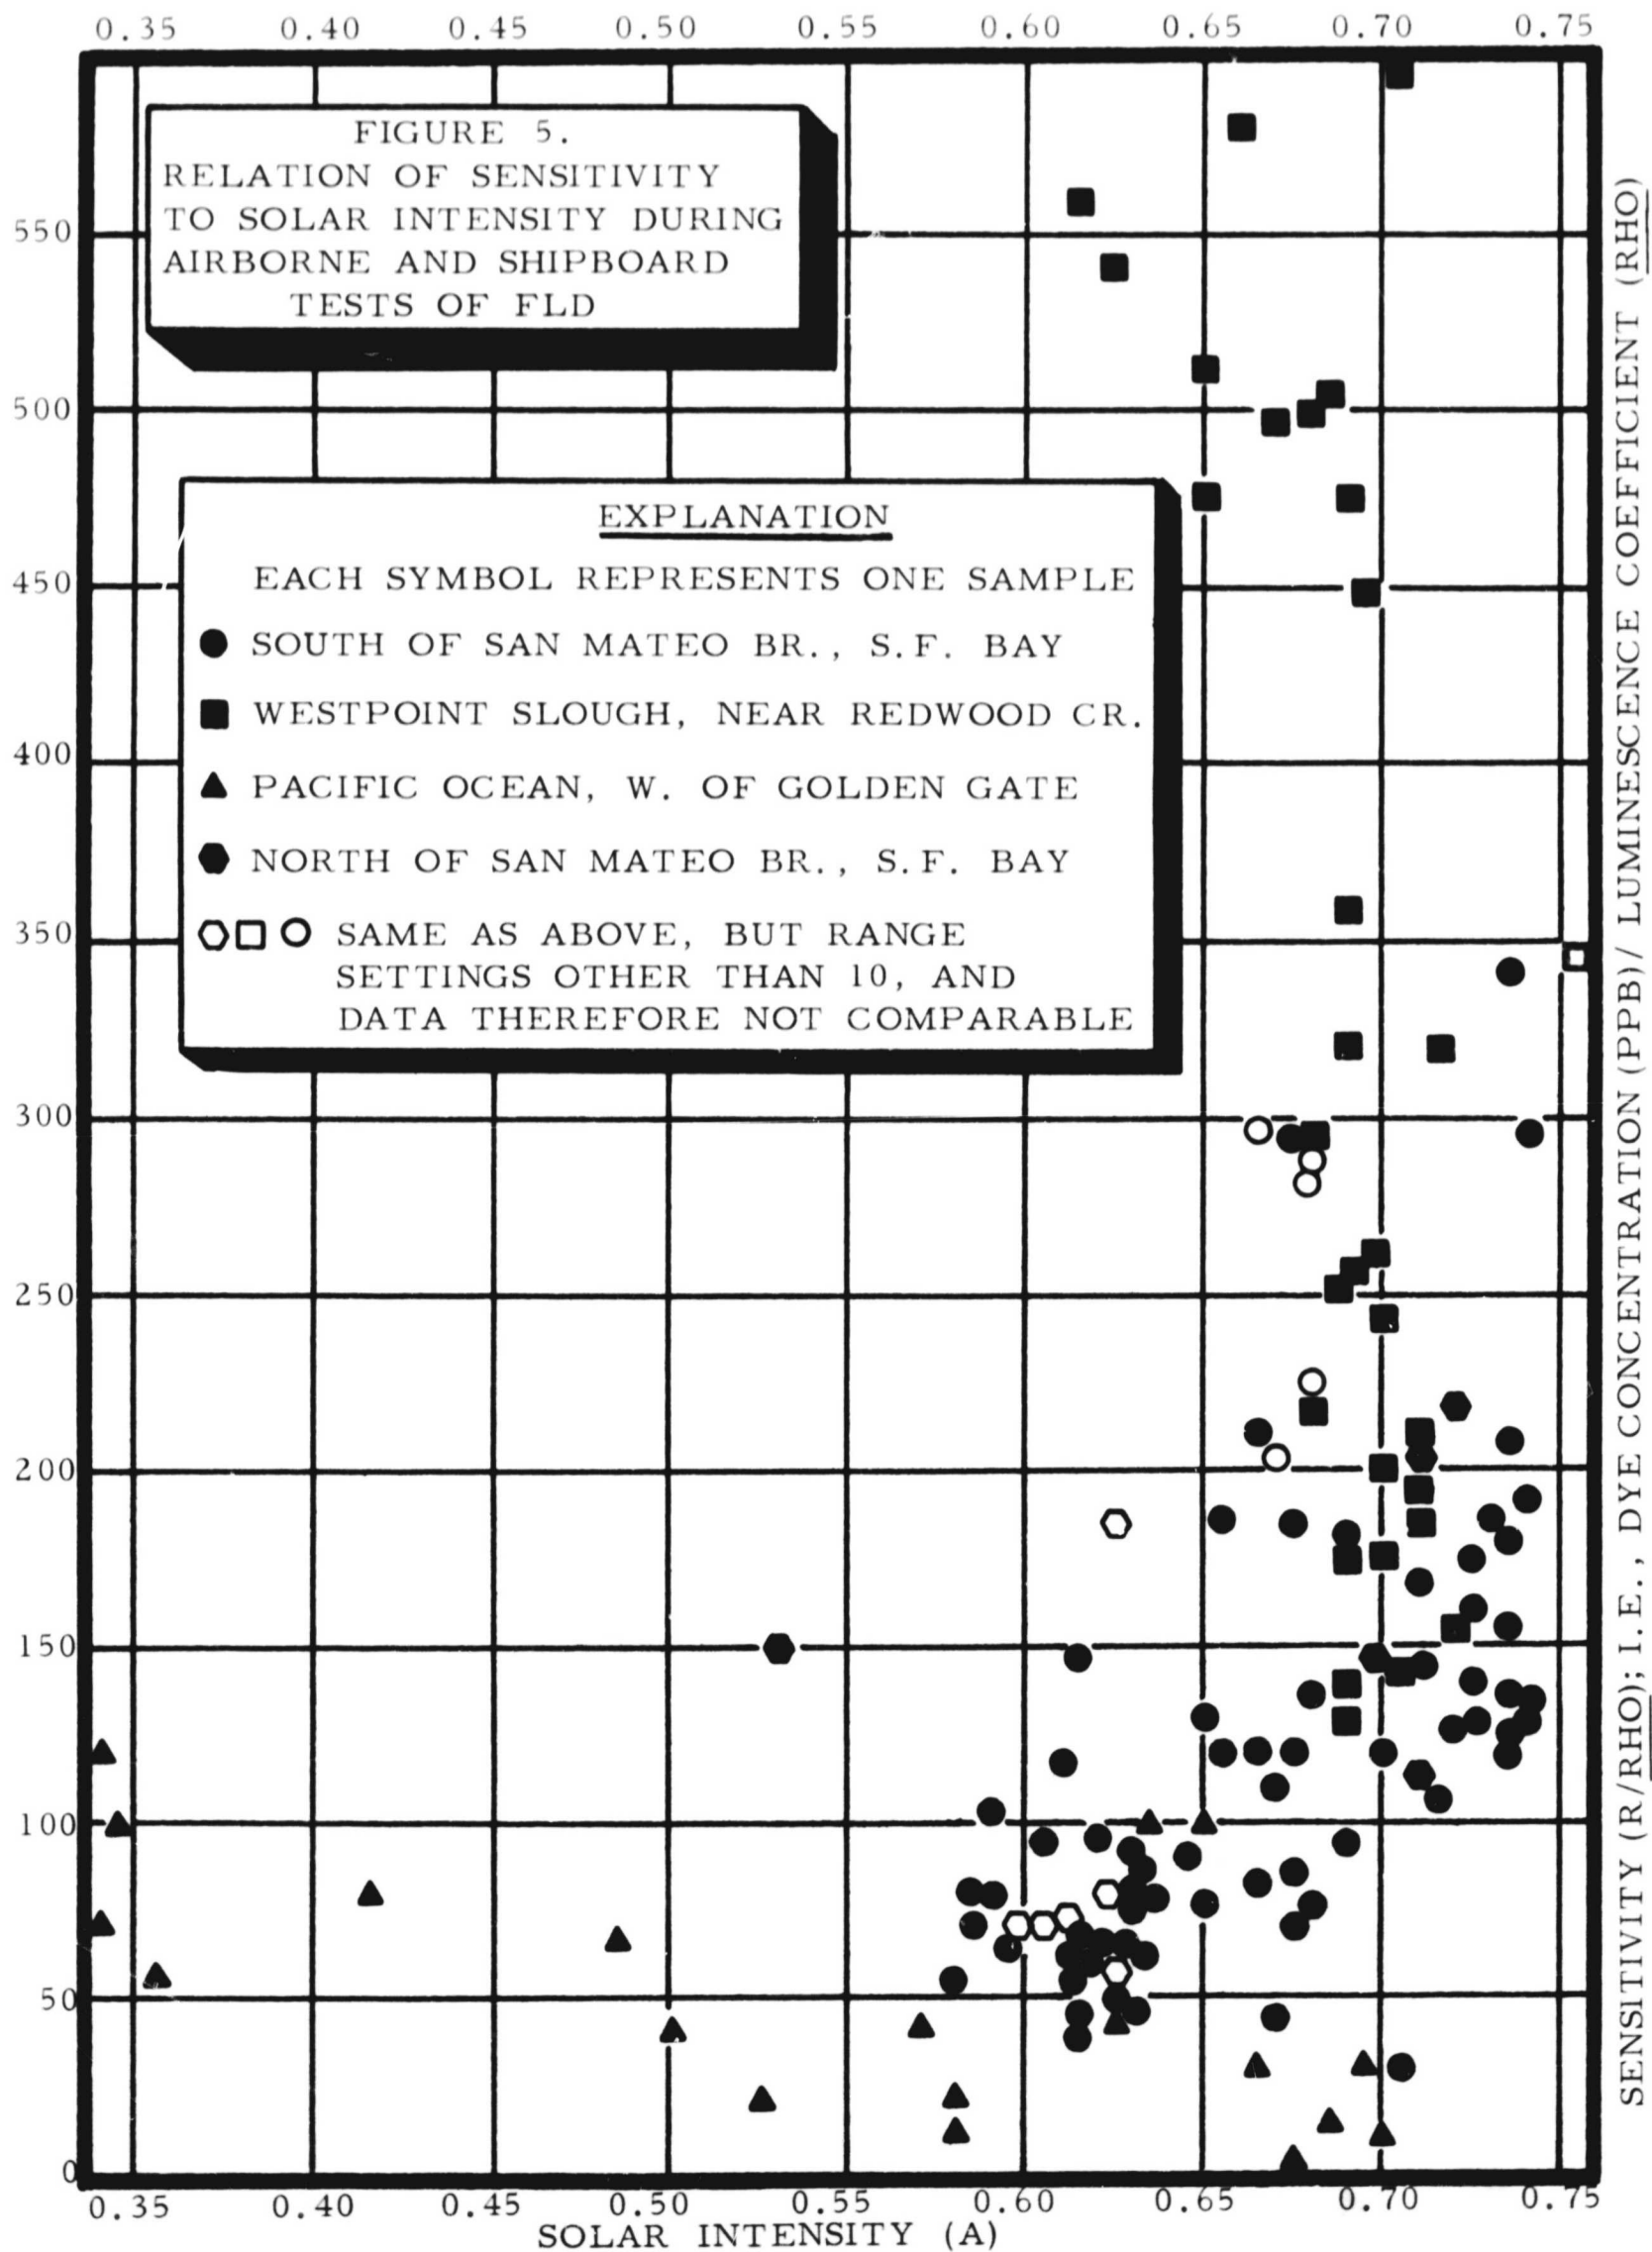 0.35 0.40 0.45 0.50 0.55 0.60 0.65 0.70 0.75
FIGURE 5.
RELATION OF SENSITIVITY
TO SOLAR INTENSITY DURING
AIRBORNE AND SHIPBOARD
TESTS OF FLD
550
500
EXPLANATION
EACH SYMBOL REPRESENTS ONE SAMPLE
SOUTH OF SAN MATEO BR., S.F. BAY
WESTPOINT SLOUGH, NEAR REDWOOD CR.
PACIFIC OCEAN, W. OF GOLDEN GATE
NORTH OF SAN MATEO BR., S.F. BAY
SAME AS ABOVE, BUT RANGE
SETTINGS OTHER THAN 10, AND
DATA THEREFORE NOT COMPARABLE
450
400
350
300
250
200
150
100
50
0
0.35 0.40 0.45 0.50 0.55 0.60 0.65 0.70 0.75
SOLAR INTENSITY (A)
SENSITIVITY (R/RHO); I.E., DYE CONCENTRATION (PPB)/ LUMINESCENCE COEFFICIENT (RHO)